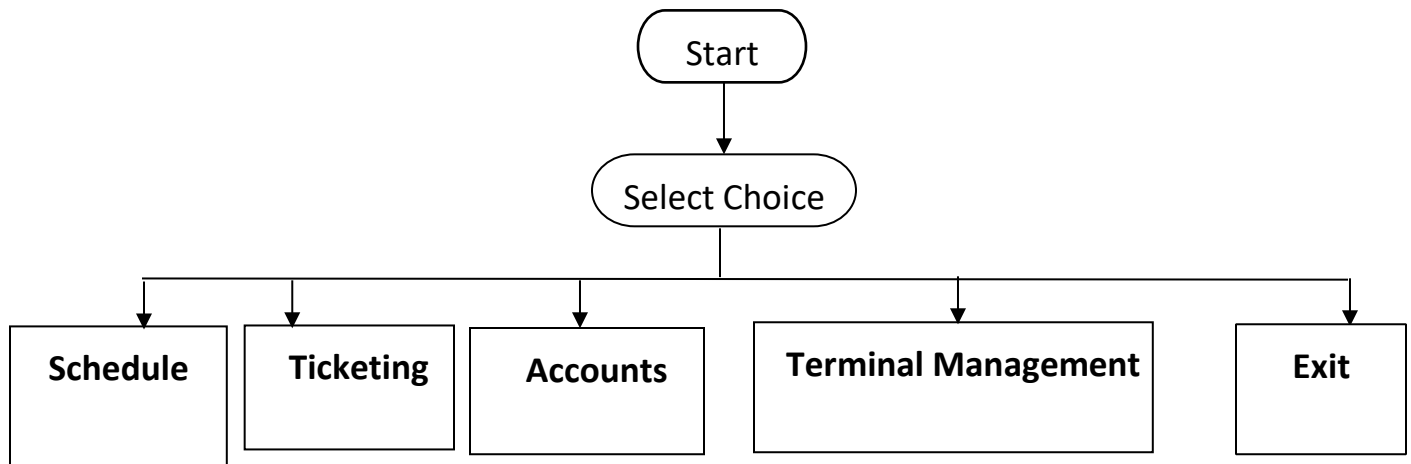 Start
Select Choice
Schedule
Ticketing
Accounts
Terminal Management
Exit